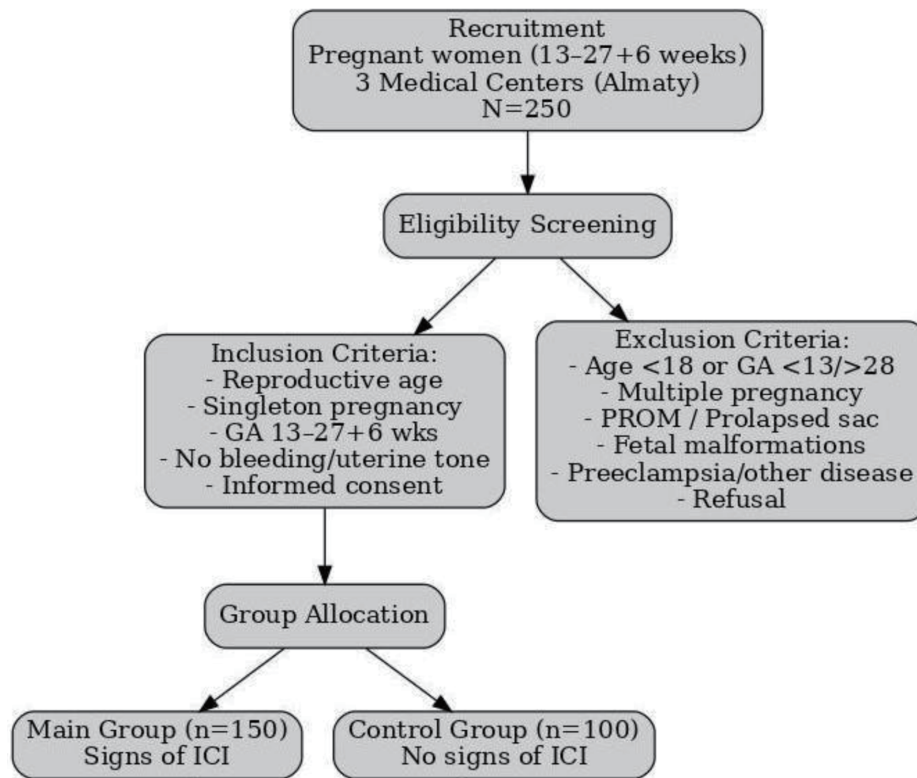 Recruitment
Pregnant women (13–27+6 weeks)
3 Medical Centers (Almaty)
N=250
Eligibility Screening
Inclusion Criteria:
- Reproductive age
- Singleton pregnancy
- GA 13–27+6 wks
- No bleeding/uterine tone
- Informed consent
Exclusion Criteria:
- Age <18 or GA <13/>28
- Multiple pregnancy
- PROM / Prolapsed sac
- Fetal malformations
- Preeclampsia/other disease
- Refusal
Group Allocation
Main Group (n=150)
Signs of ICI
Control Group (n=100)
No signs of ICI